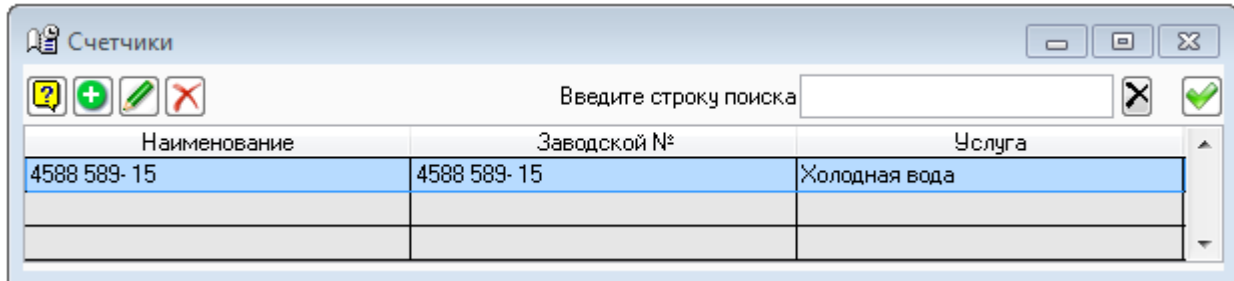 Счетчики
Введите строку поиска
Наименование Заводской № Услуга
4588 589- 15 4588 589- 15 Холодная вода